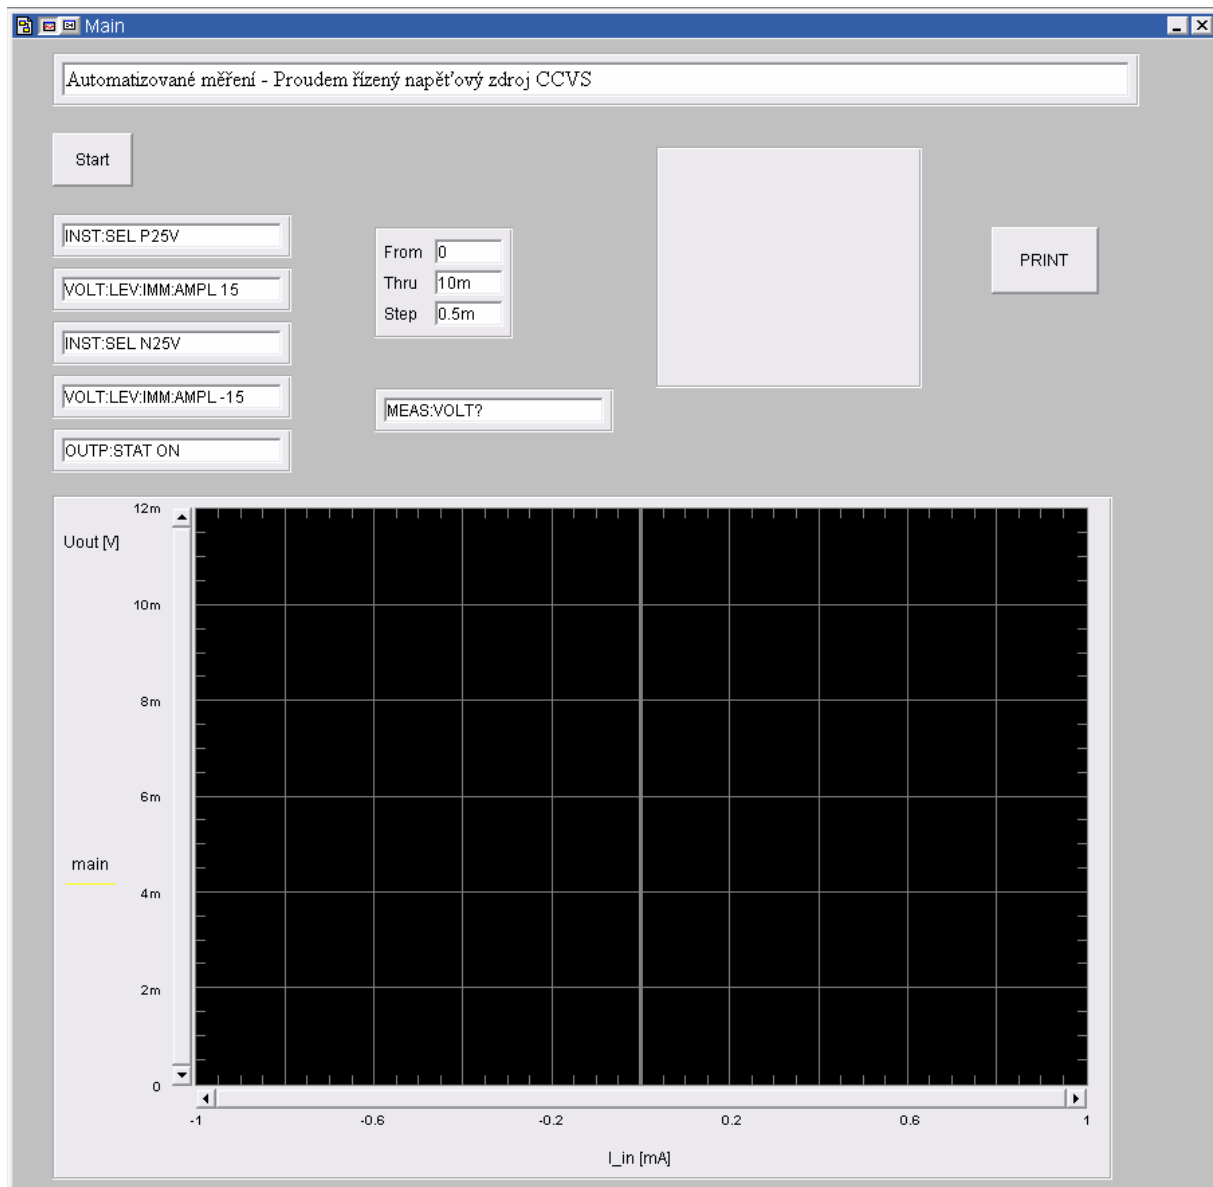 Main
Automatizované měření - Proudem řízený napěťový zdroj CCVS
Start
INST:SEL P25V
VOLT:LEV:IMM:AMPL 15
INST:SEL N25V
VOLT:LEV:IMM:AMPL -15
OUTP:STAT ON
From 0
Thru 10m
Step 0.5m
MEAS:VOLT?
PRINT
Uout [V]
12m
10m
8m
6m
4m
2m
0
main
-1 -0.6 -0.2 0.2 0.6 1
I_in [mA]